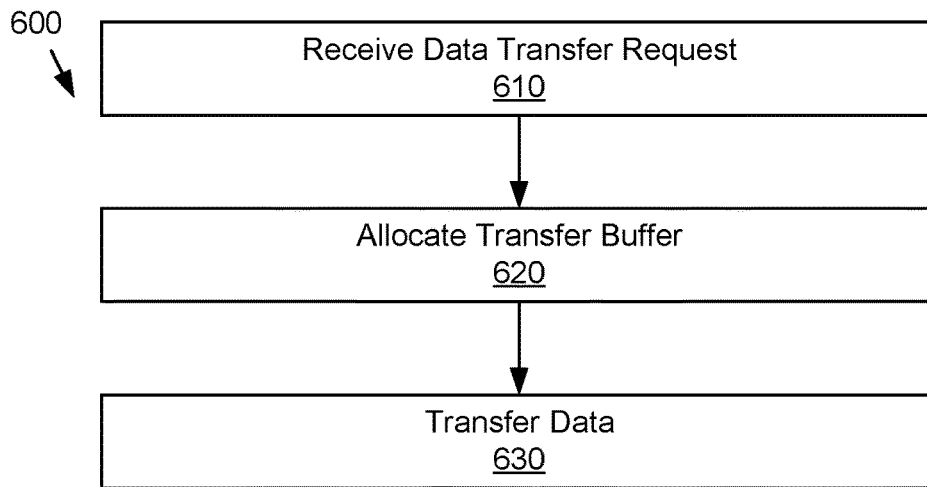 600
Receive Data Transfer Request
610
Allocate Transfer Buffer
620
Transfer Data
630